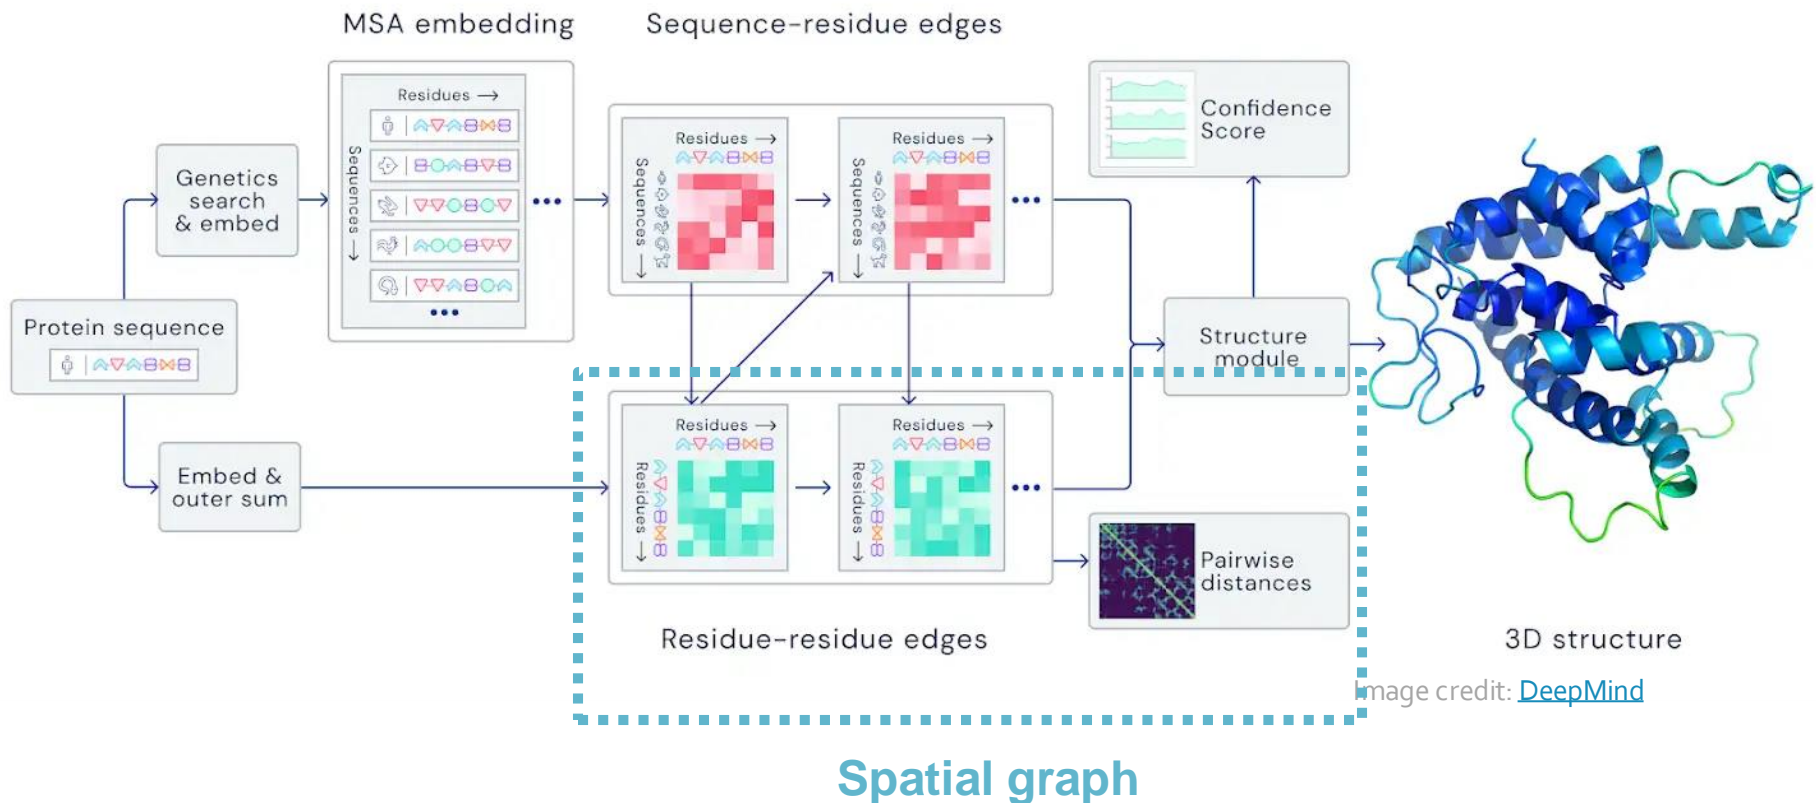 MSA embedding
Sequence-residue edges
Residues →
Sequences →
Genetics
search
& embed
Protein sequence
Embed &
outer sum
Residues →
Sequences →
Residues →
Sequences →
Confidence
Score
Structure
module
Residues →
Residues →
Residues →
Residues →
Pairwise
distances
Residue-residue edges
3D structure
Image credit: DeepMind
Spatial graph